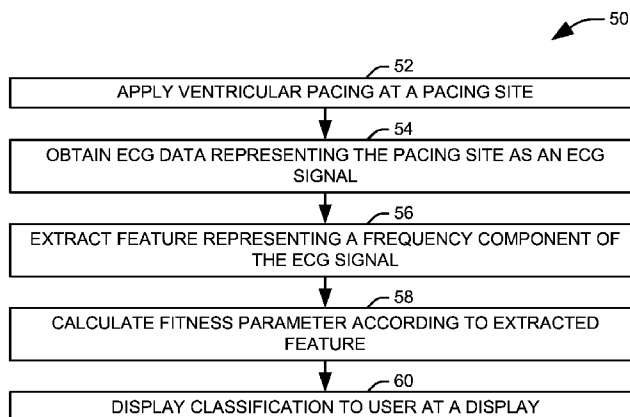 50
52
APPLY VENTRICULAR PACING AT A PACING SITE
54
OBTAIN ECG DATA REPRESENTING THE PACING SITE AS AN ECG
SIGNAL
56
EXTRACT FEATURE REPRESENTING A FREQUENCY COMPONENT OF
THE ECG SIGNAL
58
CALCULATE FITNESS PARAMETER ACCORDING TO EXTRACTED
FEATURE
60
DISPLAY CLASSIFICATION TO USER AT A DISPLAY